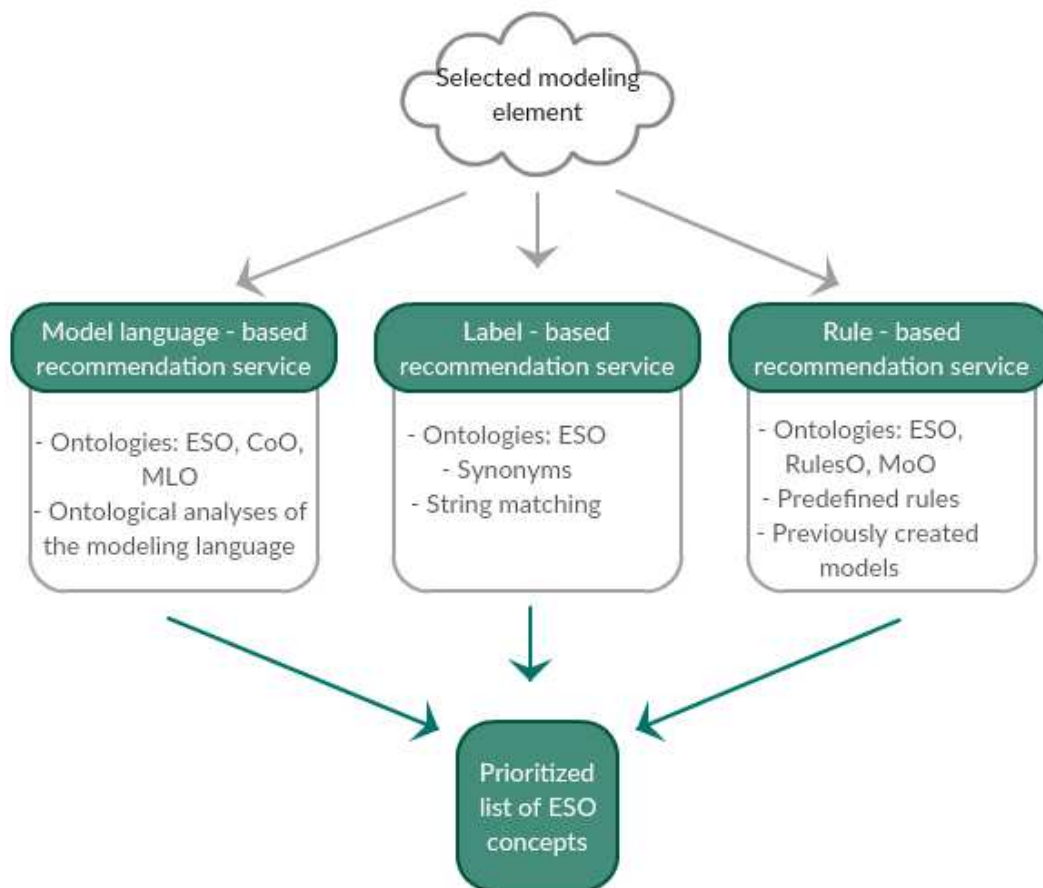 Selected modeling
element
Model language - based
recommendation service
- Ontologies: ESO, CoO,
MLO
- Ontological analyses of
the modeling language
Label - based
recommendation service
- Ontologies: ESO
- Synonyms
- String matching
Rule - based
recommendation service
- Ontologies: ESO,
RulesO, MoO
- Predefined rules
- Previously created
models
Prioritized
list of ESO
concepts